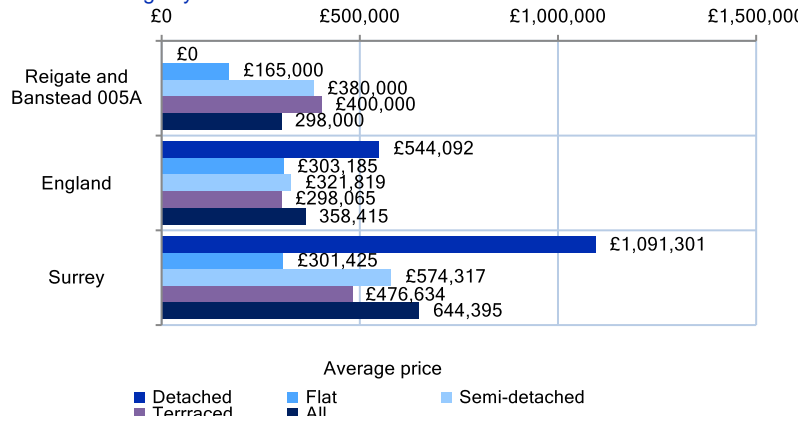 £0 £500,000 £1,000,000 £1,500,000
£0
Reigate and
Banstead 005A
£165,000
£380,000
£400,000
298,000
£544,092
£303,185
England
£321,819
£298,065
358,415
£1,091,301
£301,425
Surrey
£574,317
£476,634
644,395
Average price
Detached Flat Semi-detached
Terrraced All